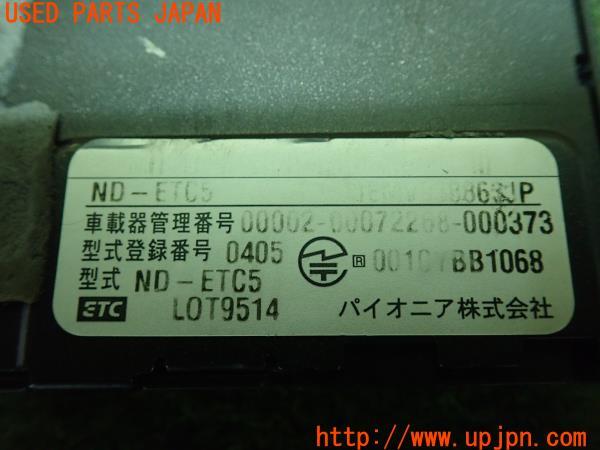 USED PARTS JAPAN
ND-ETC5
車載器管理番号 00002-00072268-000373
型式登録番号 0405 R
型式 ND-ETC5 BB1068
ETC LOT9514 パイオニア株式会社
http://www.upjpn.com/